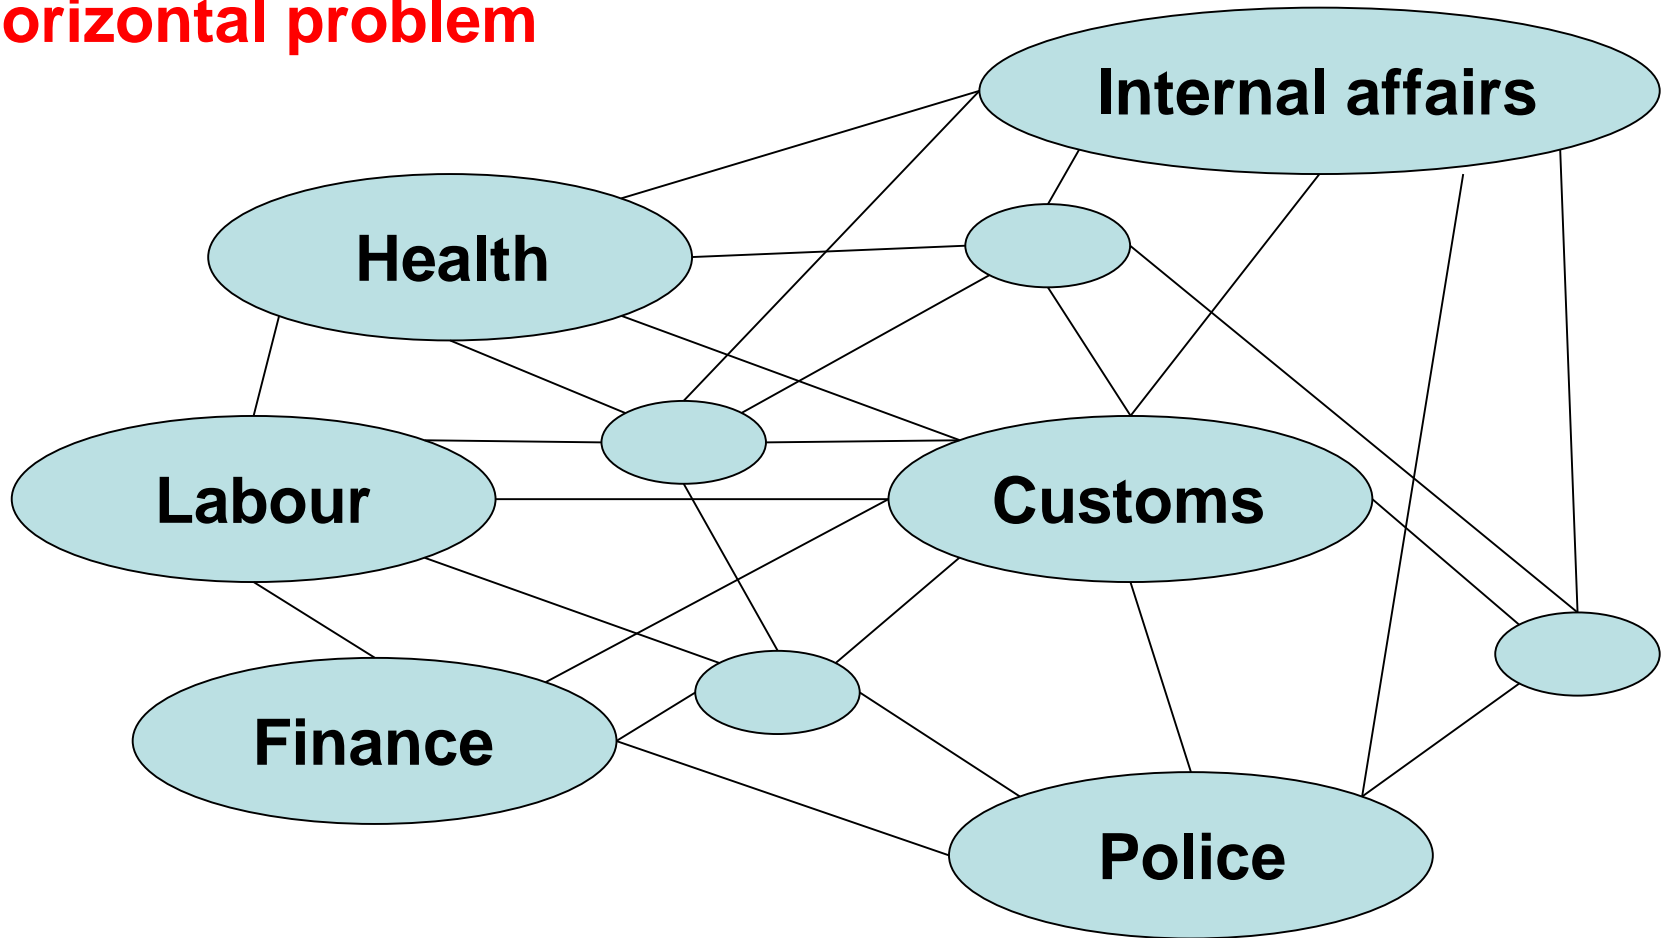 orizontal problem
Internal affairs
Health
Labour
Customs
Finance
Police